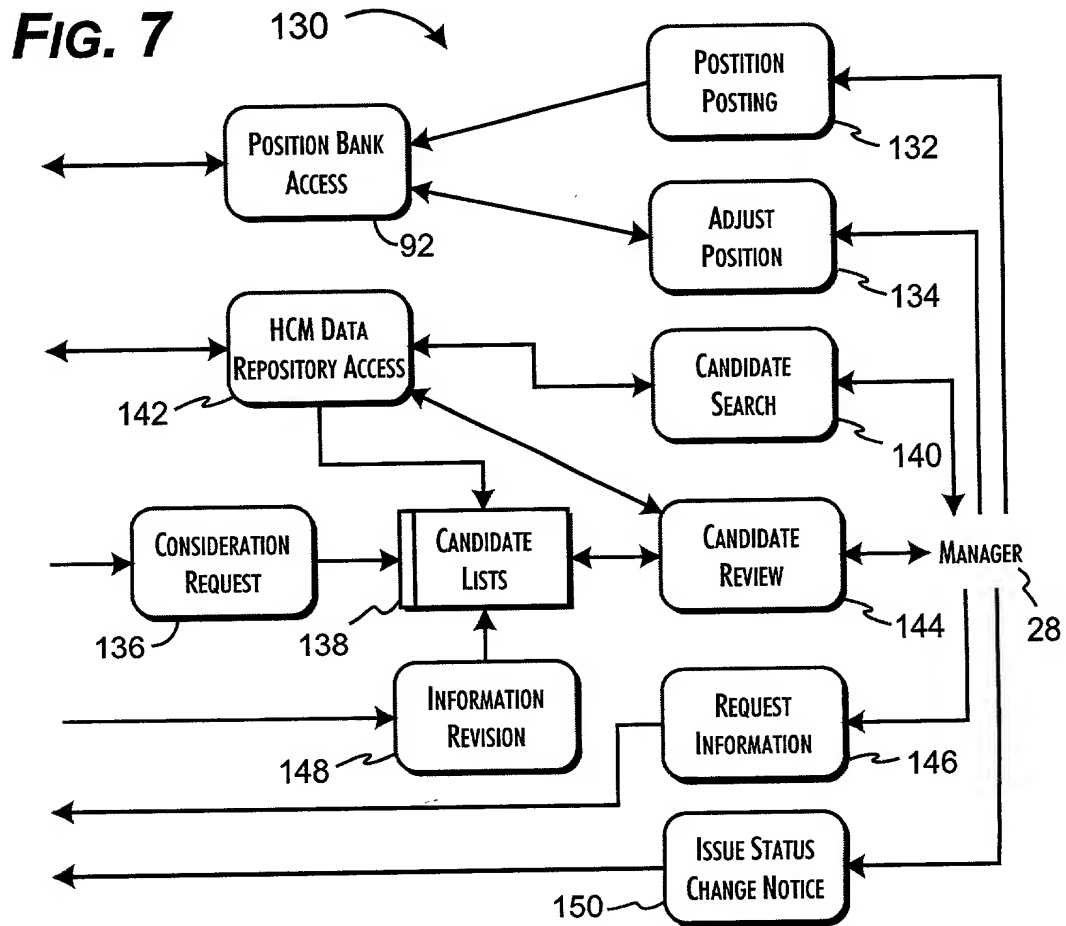 FIG. 7
130
POSTITION
POSTING
132
POSITION BANK
ACCESS
92
ADJUST
POSITION
134
HCM DATA
REPOSITORY ACCESS
142
CANDIDATE
SEARCH
140
CONSIDERATION
REQUEST
136
CANDIDATE
LISTS
138
CANDIDATE
REVIEW
144
MANAGER
28
INFORMATION
REVISION
148
REQUEST
INFORMATION
146
ISSUE STATUS
CHANGE NOTICE
150